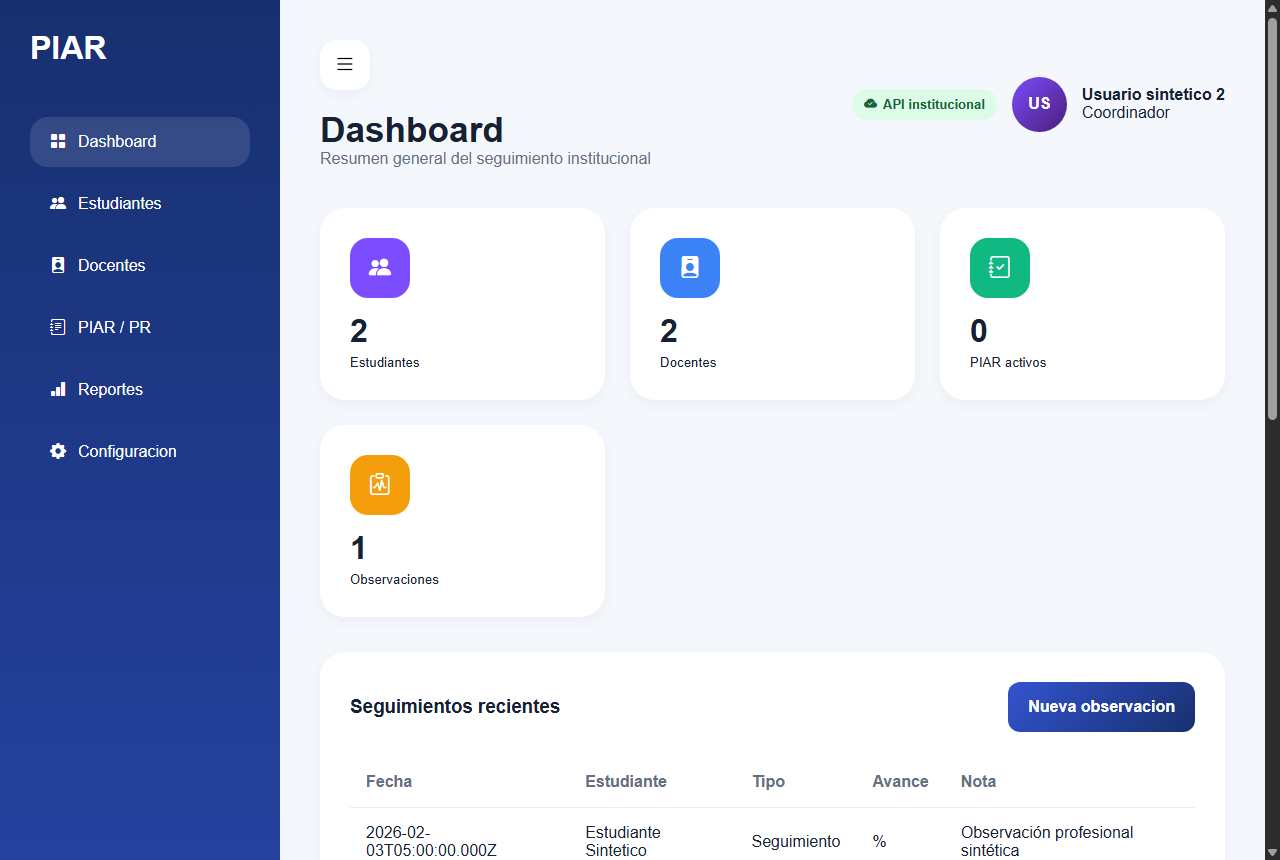 PIAR
Dashboard
Estudiantes
Docentes
PIAR / PR
Reportes
Configuracion
API institucional
US
Usuario sintetico 2
Coordinador
Dashboard
Resumen general del seguimiento institucional
2
Estudiantes
2
Docentes
0
PIAR activos
1
Observaciones
Seguimientos recientes
Nueva observacion
Fecha Estudiante Tipo Avance Nota
2026-02-
03T05:00:00.000Z
Estudiante
Sintetico
Seguimiento
%
Observación profesional
sintética